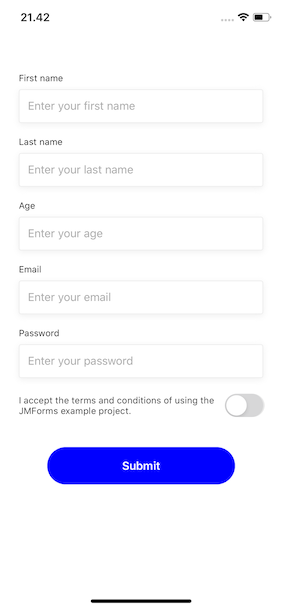 21.42
First name
Enter your first name
Last name
Enter your last name
Age
Enter your age
Email
Enter your email
Password
Enter your password
I accept the terms and conditions of using the
JMForms example project.
Submit